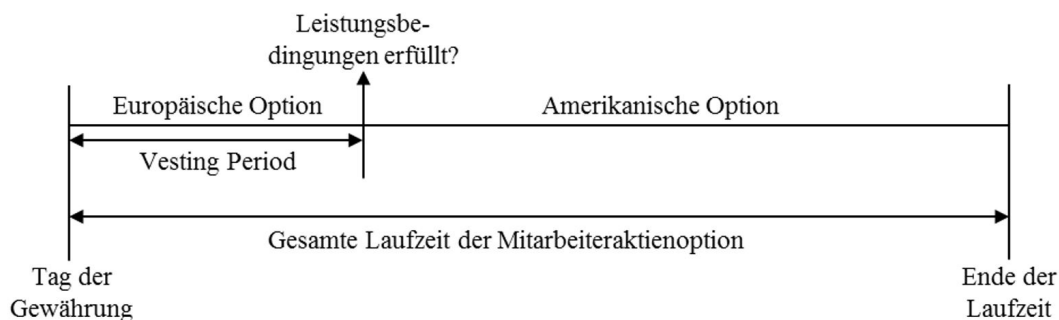 Leistungsbe-
dingungen erfüllt?
Europäische Option
Amerikanische Option
Vesting Period
Gesamte Laufzeit der Mitarbeiteraktienoption
Tag der
Gewährung
Ende der
Laufzeit